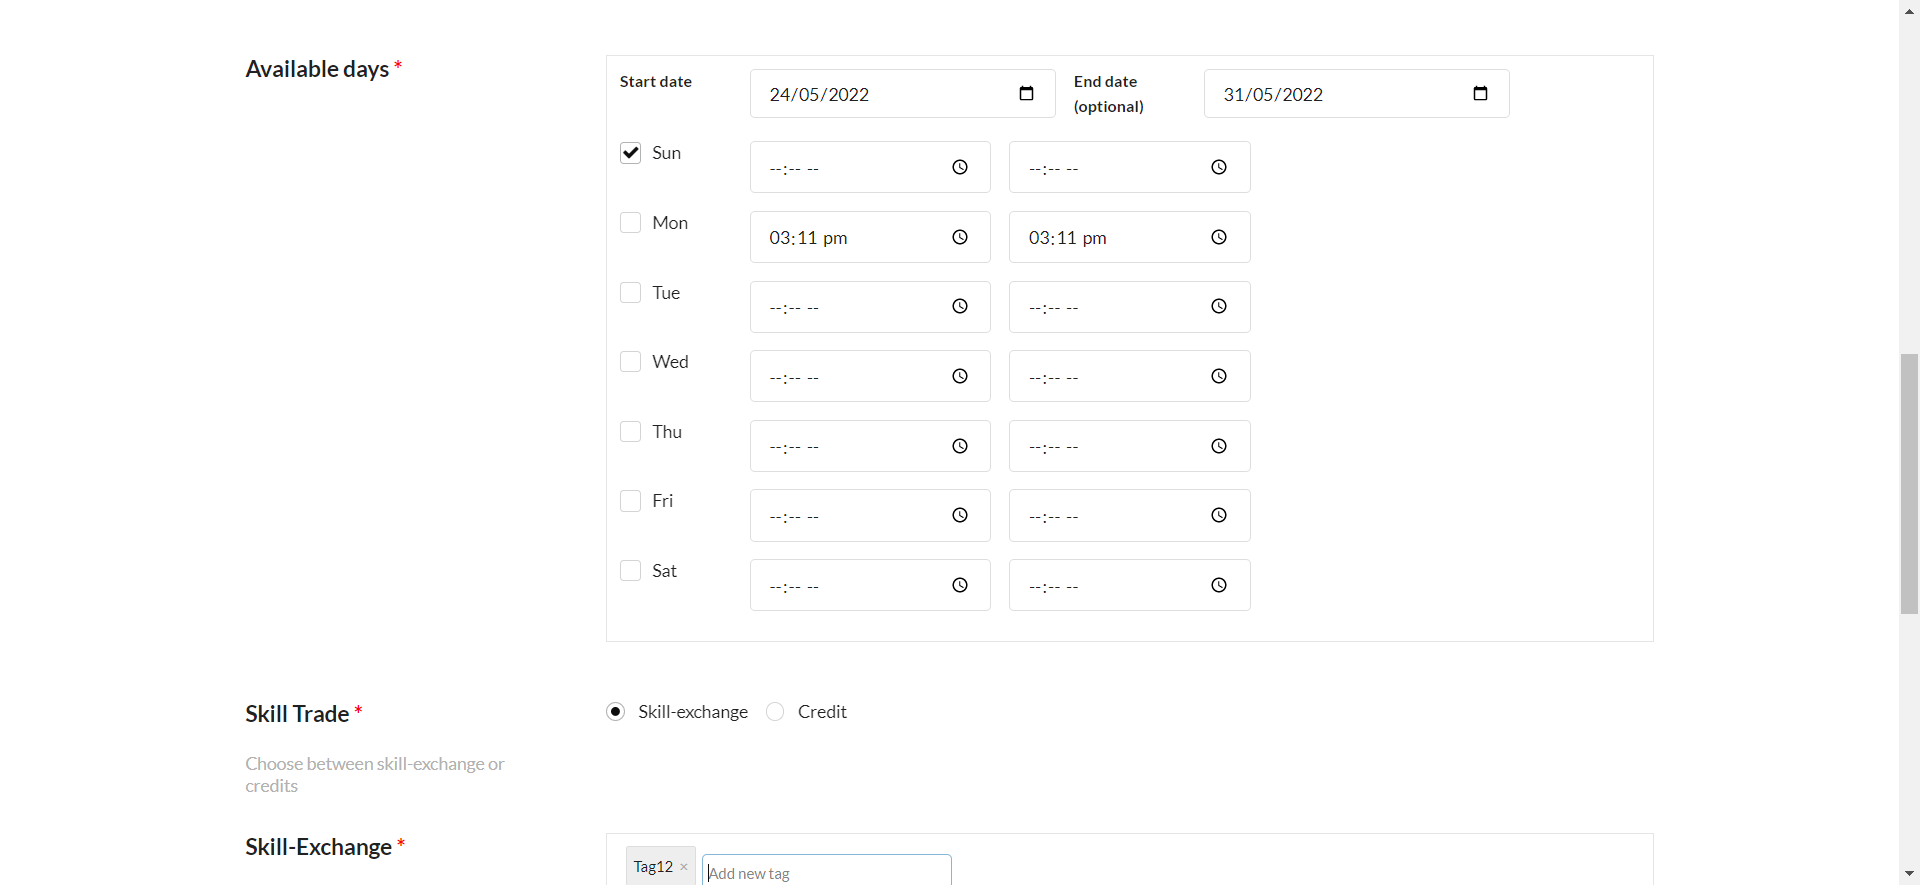 Available days *
Start date
24/05/2022
End date
(optional)
31/05/2022
Sun
--:-- --
--:-- --
Mon
03:11 pm
03:11 pm
Tue
--:-- --
--:-- --
Wed
--:-- --
--:-- --
Thu
--:-- --
--:-- --
Fri
--:-- --
--:-- --
Sat
--:-- --
--:-- --
Skill Trade *
Skill-exchange
Credit
Choose between skill-exchange or
credits
Skill-Exchange *
Tag12 ×
Add new tag